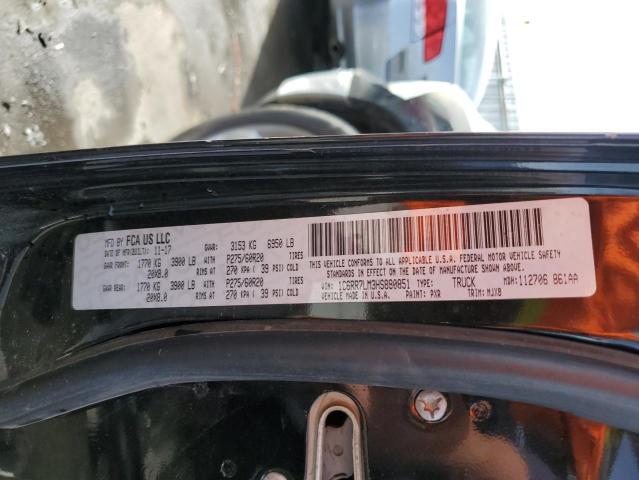 MFD BY FCA US LLC
DATE OF MFR(BUILT): 11-17 GVWR: 3153 KG 6950 LB
GAWR FRONT: 1770 KG 3900 LB P275/60R20 TIRES
20X8.0 RIMS AT 270 KPA ( 39 PSI) COLD
GAWR REAR: 1770 KG 3900 LB P275/60R20 TIRES
20X8.0 RIMS AT 270 KPA ( 39 PSI) COLD
THIS VEHICLE CONFORMS TO ALL APPLICABLE U.S.A. FEDERAL MOTOR VEHICLE SAFETY
STANDARDS IN EFFECT ON THE DATE OF MANUFACTURE SHOWN ABOVE.
VIN: 1C6RR7LM3HS880851 TYPE: TRUCK MDH: 112706 861AA
VEHICLE MADE IN U.S.A. PAINT: PXR TRIM: MJX8